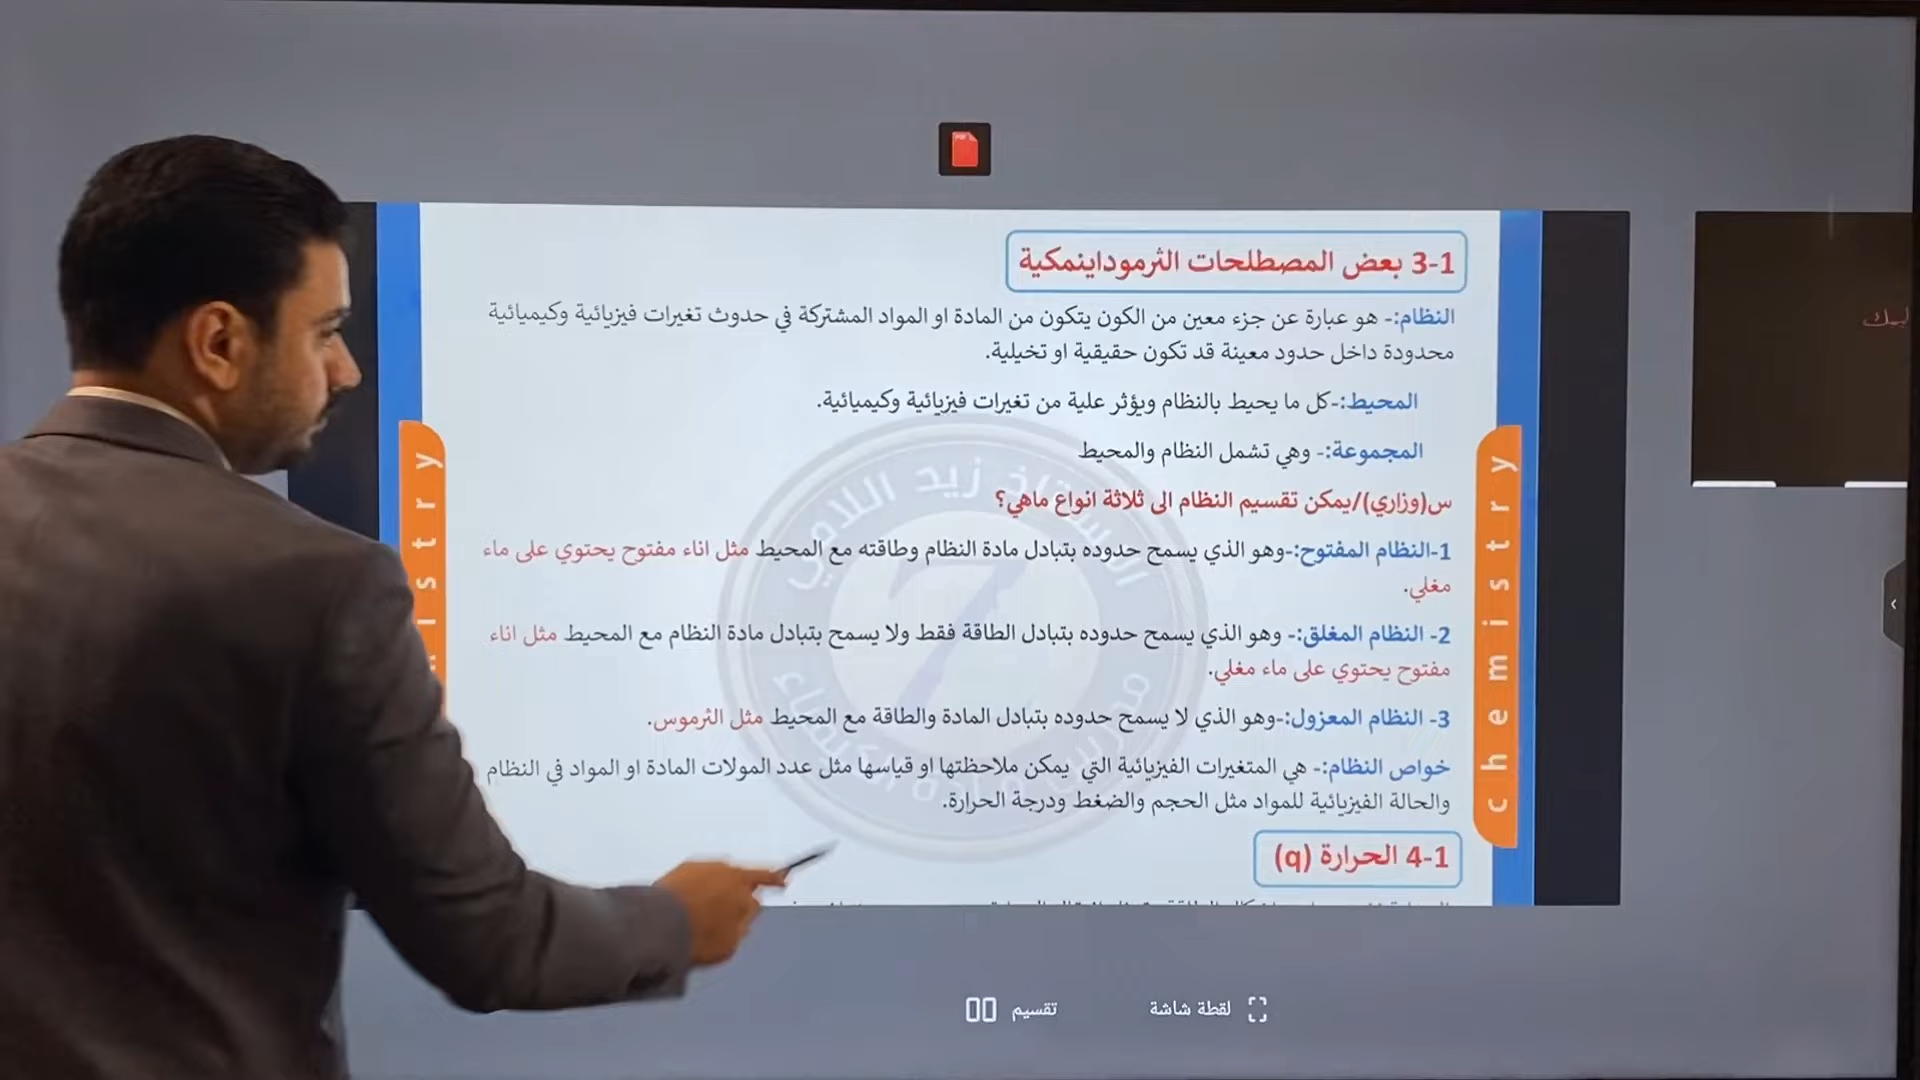 3-1 بعض المصطلحات الثرموداينمكية
النظام:- هو عبارة عن جزء معين من الكون يتكون من المادة او المواد المشتركة في حدوث تغيرات فيزيائية وكيميائية
محدودة داخل حدود معينة قد تكون حقيقية او تخيلية.
المحيط:-كل ما يحيط بالنظام ويؤثر علية من تغيرات فيزيائية وكيميائية.
المجموعة:- وهي تشمل النظام والمحيط
س(وزاري)/يمكن تقسيم النظام الى ثلاثة انواع ماهي؟
1-النظام المفتوح:-وهو الذي يسمح حدوده بتبادل مادة النظام وطاقته مع المحيط مثل اناء مفتوح يحتوي على ماء
مغلي.
2- النظام المغلق:- وهو الذي يسمح حدوده بتبادل الطاقة فقط ولا يسمح بتبادل مادة النظام مع المحيط مثل اناء
مفتوح يحتوي على ماء مغلي.
3- النظام المعزول:-وهو الذي لا يسمح حدوده بتبادل المادة والطاقة مع المحيط مثل الثرموس.
خواص النظام:- هي المتغيرات الفيزيائية التي يمكن ملاحظتها او قياسها مثل عدد المولات المادة او المواد في النظام
والحالة الفيزيائية للمواد مثل الحجم والضغط ودرجة الحرارة.
4-1 الحرارة (q)
chemistry
istry
الاستاذ زيد اللامي
لقطة شاشة
تقسيم
PDF